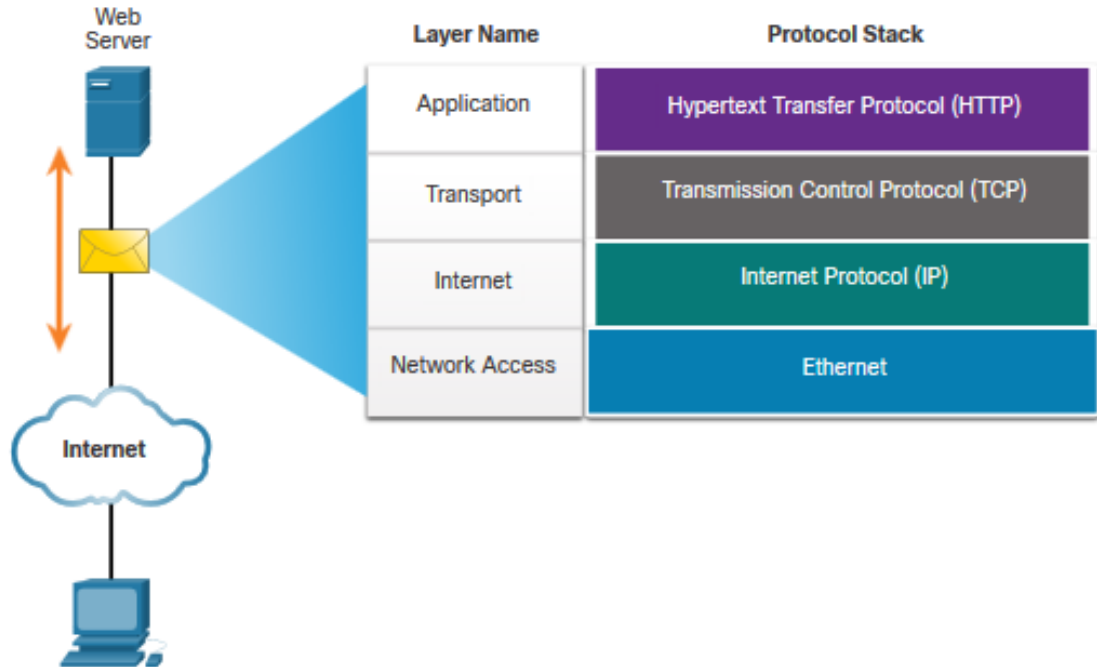 Web
Server
Layer Name
Protocol Stack
Application
Hypertext Transfer Protocol (HTTP)
Transport
Transmission Control Protocol (TCP)
Internet
Internet Protocol (IP)
Network Access
Ethernet
Internet